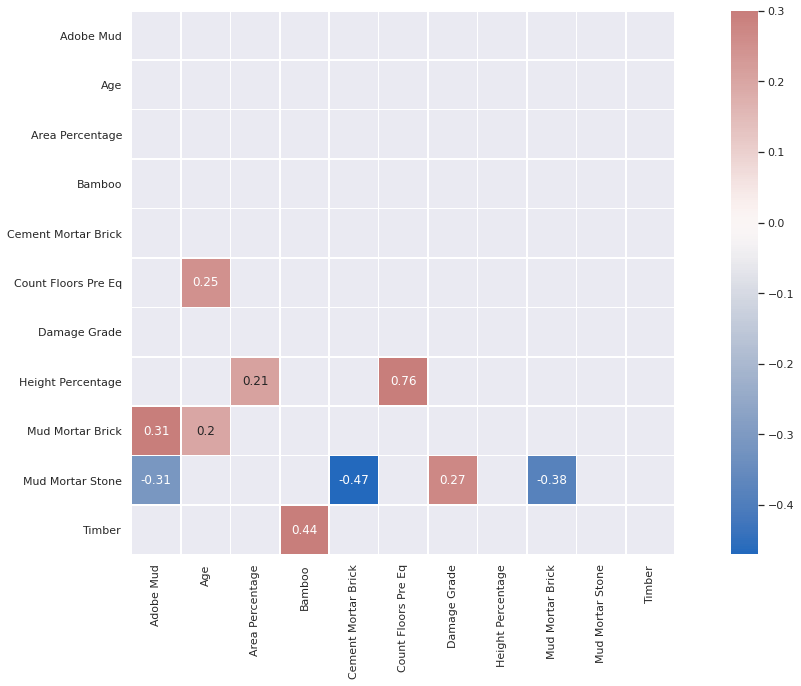 Adobe Mud
Age
Area Percentage
Bamboo
Cement Mortar Brick
Count Floors Pre Eq
0.25
Damage Grade
Height Percentage
0.21
0.76
Mud Mortar Brick
0.31
0.2
Mud Mortar Stone
-0.31
-0.47
0.27
-0.38
Timber
0.44
Adobe Mud
Age
Area Percentage
Bamboo
Cement Mortar Brick
Count Floors Pre Eq
Damage Grade
Height Percentage
Mud Mortar Brick
Mud Mortar Stone
Timber
0.3
0.2
0.1
0.0
−0.1
−0.2
−0.3
−0.4